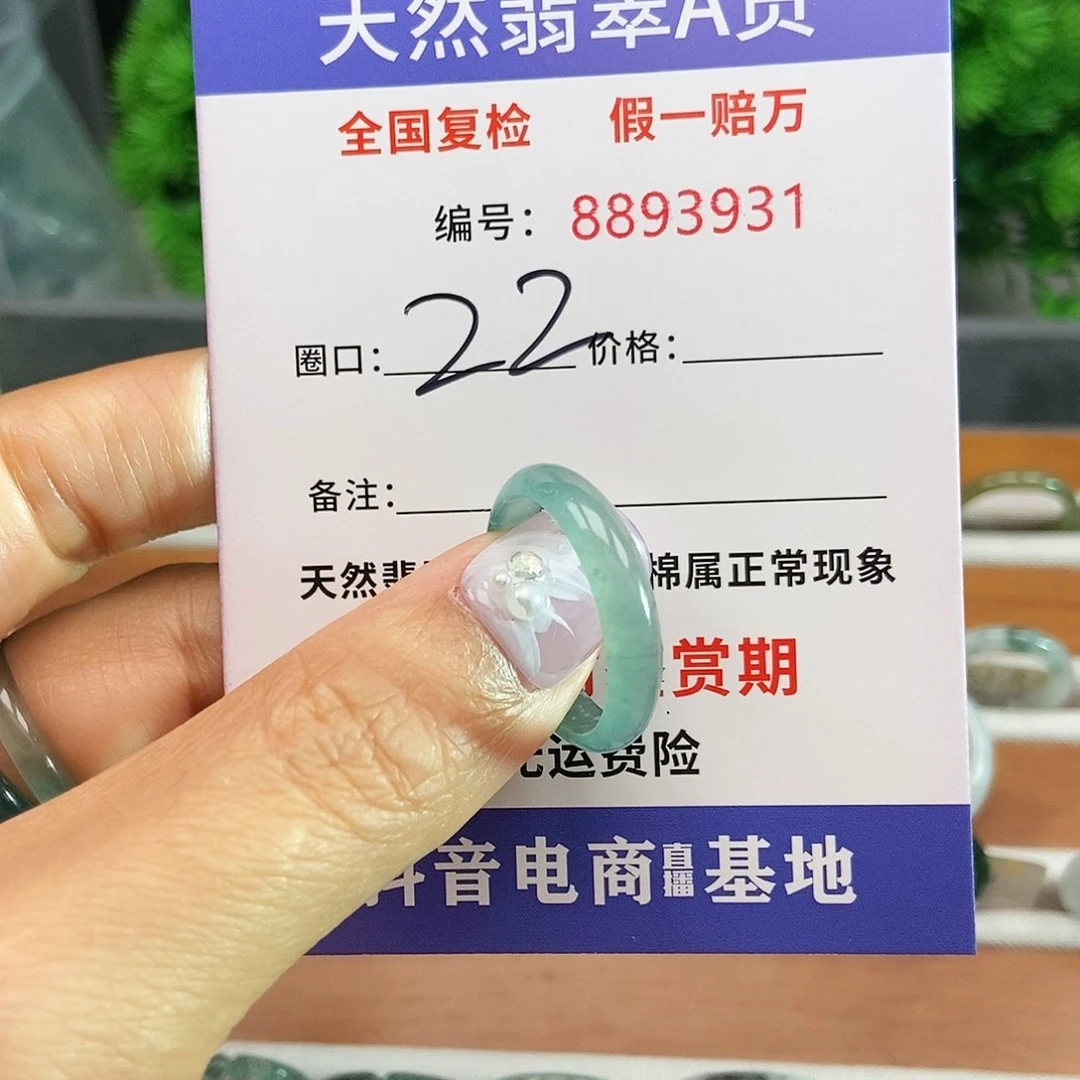 天然翡翠A货
全国复检 假一赔万
编号：8893931
圈口：22 价格：
备注：
天然翡 棉属正常现象
赏期
运费险
抖音电商直播基地